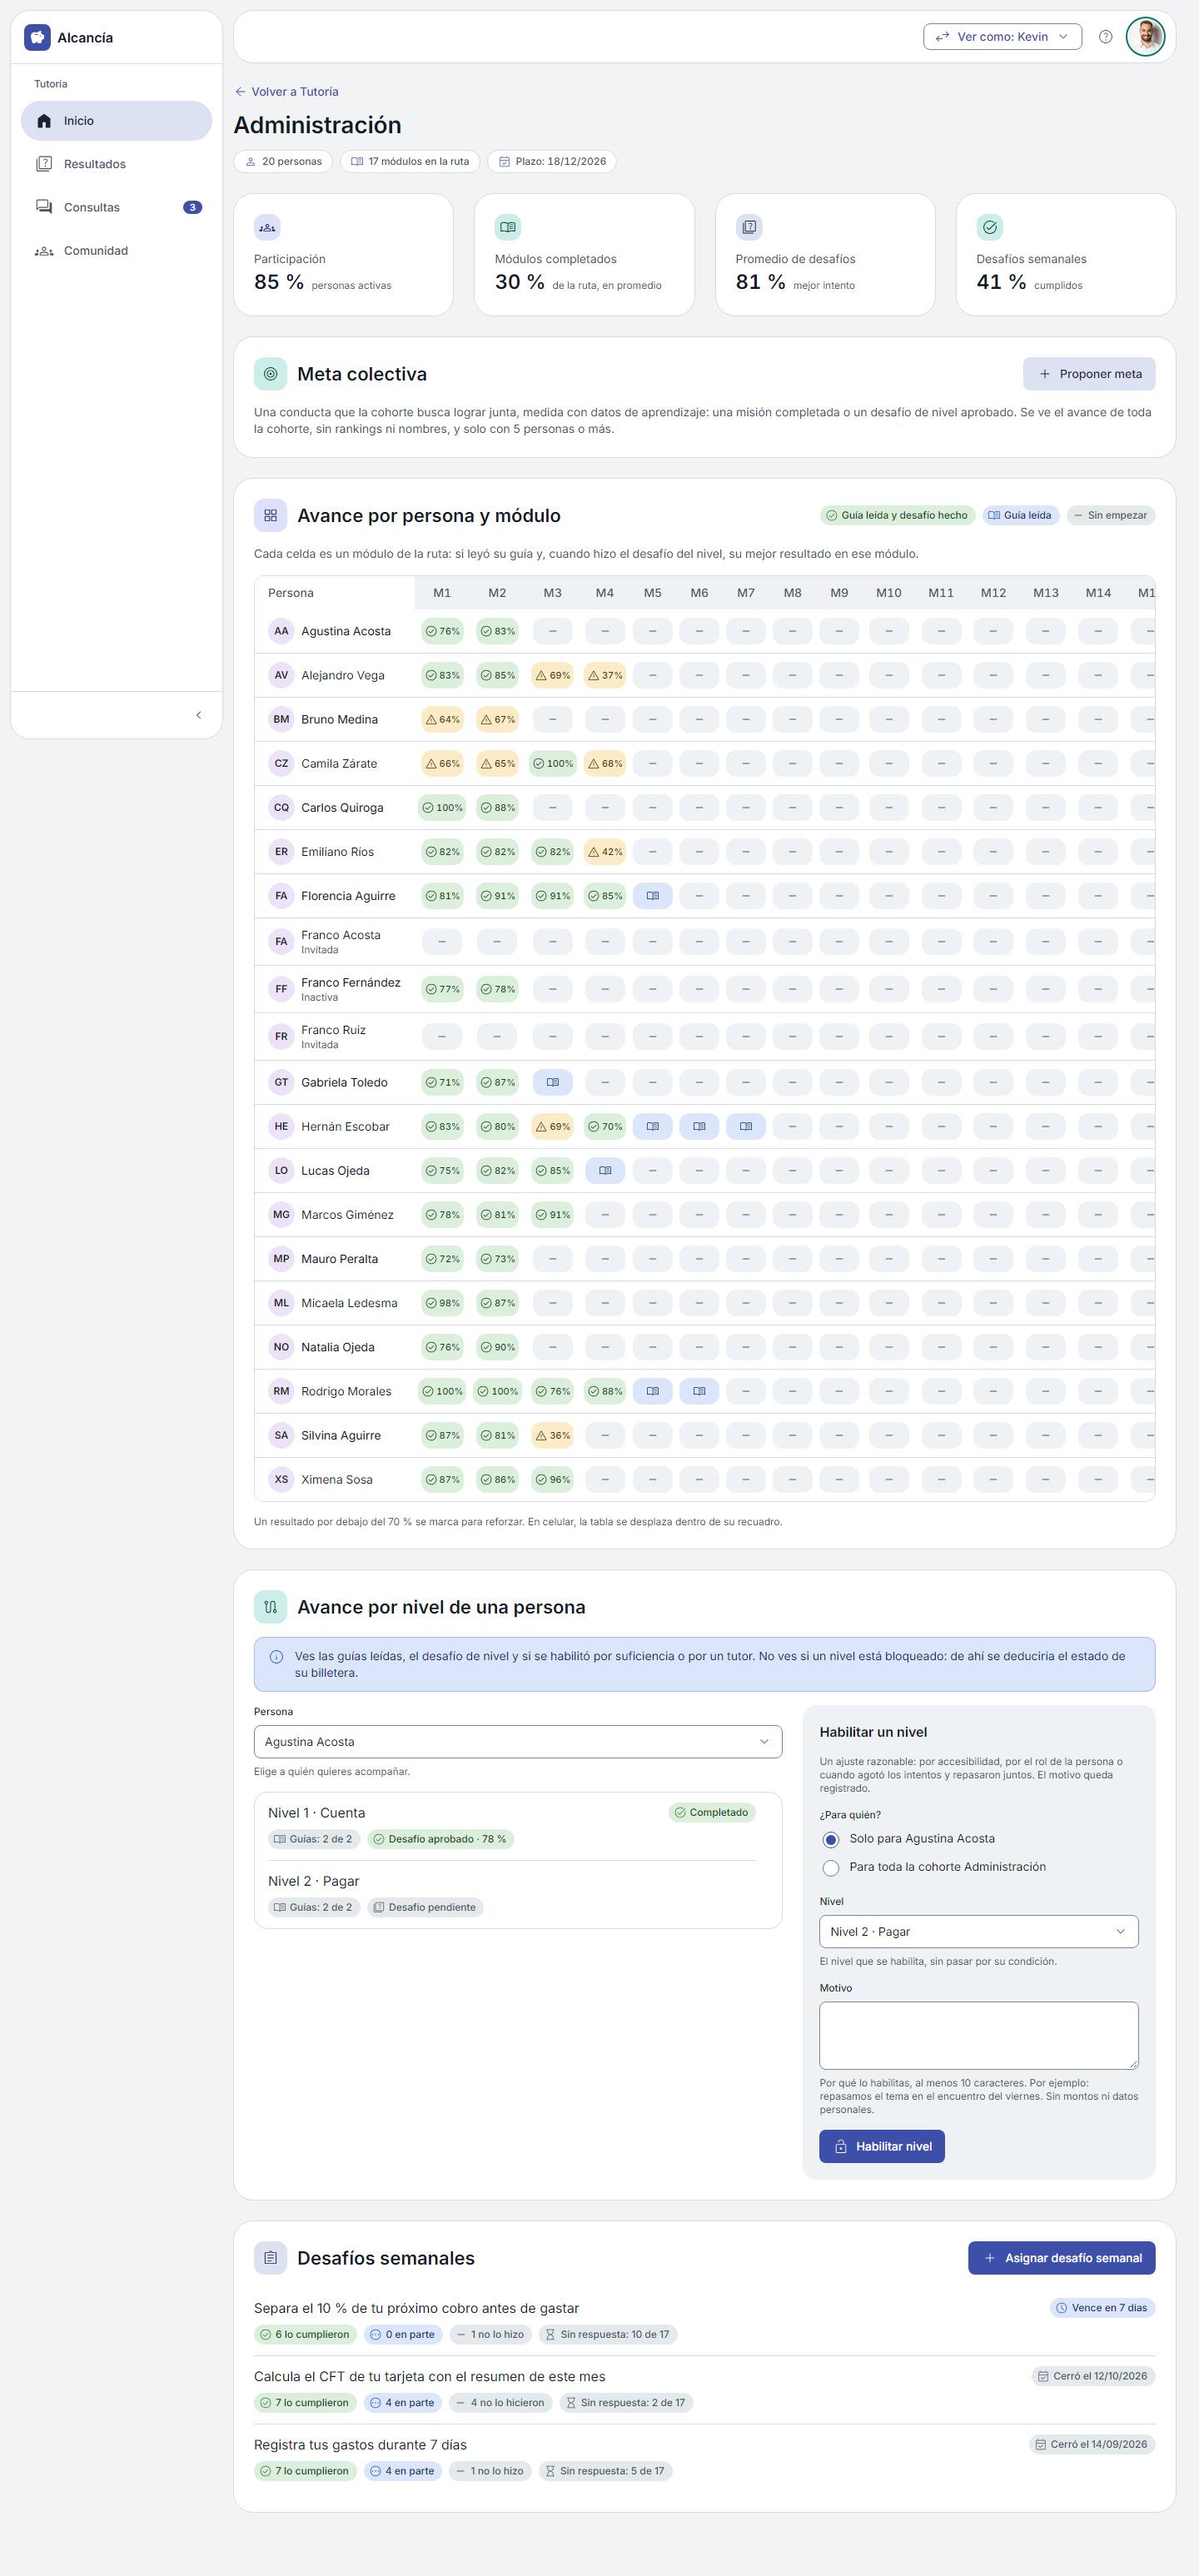 Alcancía
Ver como: Kevin
Tutoría
Inicio
Resultados
Consultas 3
Comunidad
Volver a Tutoría
Administración
20 personas
17 módulos en la ruta
Plazo: 18/12/2026
Participación
85 % personas activas
Módulos completados
30 % de la ruta, en promedio
Promedio de desafíos
81 % mejor intento
Desafíos semanales
41 % cumplidos
Meta colectiva
Proponer meta
Una conducta que la cohorte busca lograr junta, medida con datos de aprendizaje: una misión completada o un desafío de nivel aprobado. Se ve el avance de toda
la cohorte, sin rankings ni nombres, y solo con 5 personas o más.
Avance por persona y módulo
Guía leída y desafío hecho
Guía leída
Sin empezar
Cada celda es un módulo de la ruta: si leyó su guía y, cuando hizo el desafío del nivel, su mejor resultado en ese módulo.
Persona M1 M2 M3 M4 M5 M6 M7 M8 M9 M10 M11 M12 M13 M14 M1
AA Agustina Acosta 76% 83% – – – – – – – – – – – – –
AV Alejandro Vega 83% 85% 69% 37% – – – – – – – – – – –
BM Bruno Medina 64% 67% – – – – – – – – – – – – –
CZ Camila Zárate 66% 65% 100% 68% – – – – – – – – – – –
CQ Carlos Quiroga 100% 88% – – – – – – – – – – – – –
ER Emiliano Ríos 82% 82% 82% 42% – – – – – – – – – – –
FA Florencia Aguirre 81% 91% 91% 85% – – – – – – – – – –
FA Franco Acosta – – – – – – – – – – – – – – –
Invitada
FF Franco Fernández 77% 78% – – – – – – – – – – – – –
Inactiva
FR Franco Ruiz – – – – – – – – – – – – – – –
Invitada
GT Gabriela Toledo 71% 87% – – – – – – – – – – – –
HE Hernán Escobar 83% 80% 69% 70% – – – – – – – –
LO Lucas Ojeda 75% 82% 85% – – – – – – – – – – –
MG Marcos Giménez 78% 81% 91% – – – – – – – – – – – –
MP Mauro Peralta 72% 73% – – – – – – – – – – – – –
ML Micaela Ledesma 98% 87% – – – – – – – – – – – – –
NO Natalia Ojeda 76% 90% – – – – – – – – – – – – –
RM Rodrigo Morales 100% 100% 76% 88% – – – – – – – – –
SA Silvina Aguirre 87% 81% 36% – – – – – – – – – – – –
XS Ximena Sosa 87% 86% 96% – – – – – – – – – – – –
Un resultado por debajo del 70 % se marca para reforzar. En celular, la tabla se desplaza dentro de su recuadro.
Avance por nivel de una persona
Ves las guías leídas, el desafío de nivel y si se habilitó por suficiencia o por un tutor. No ves si un nivel está bloqueado: de ahí se deduciría el estado de
su billetera.
Persona
Agustina Acosta
Elige a quién quieres acompañar.
Nivel 1 · Cuenta
Completado
Guías: 2 de 2
Desafío aprobado · 78 %
Nivel 2 · Pagar
Guías: 2 de 2
Desafío pendiente
Habilitar un nivel
Un ajuste razonable: por accesibilidad, por el rol de la persona o
cuando agotó los intentos y repasaron juntos. El motivo queda
registrado.
¿Para quién?
Solo para Agustina Acosta
Para toda la cohorte Administración
Nivel
Nivel 2 · Pagar
El nivel que se habilita, sin pasar por su condición.
Motivo
Por qué lo habilitas, al menos 10 caracteres. Por ejemplo:
repasamos el tema en el encuentro del viernes. Sin montos ni datos
personales.
Habilitar nivel
Desafíos semanales
Asignar desafío semanal
Separa el 10 % de tu próximo cobro antes de gastar
Vence en 7 días
6 lo cumplieron
0 en parte
1 no lo hizo
Sin respuesta: 10 de 17
Calcula el CFT de tu tarjeta con el resumen de este mes
Cerró el 12/10/2026
7 lo cumplieron
4 en parte
4 no lo hicieron
Sin respuesta: 2 de 17
Registra tus gastos durante 7 días
Cerró el 14/09/2026
7 lo cumplieron
4 en parte
1 no lo hizo
Sin respuesta: 5 de 17